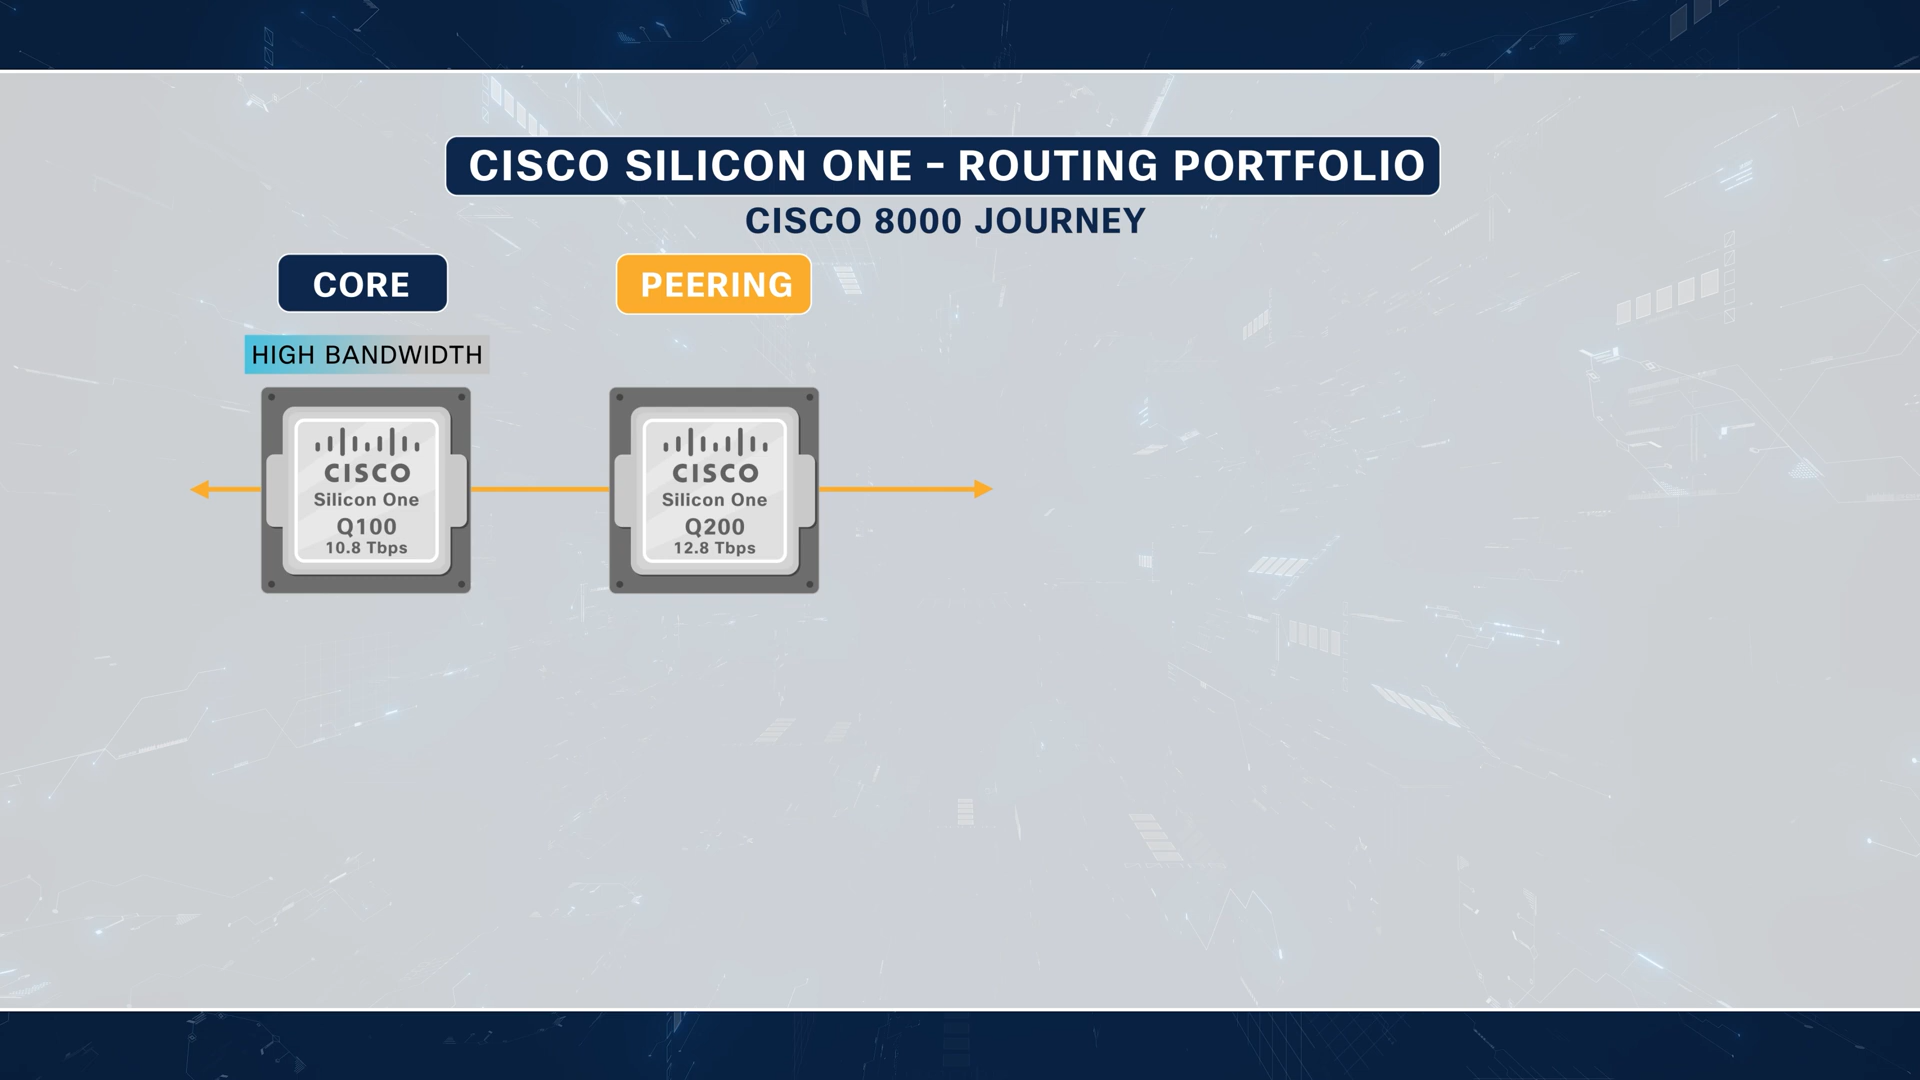 CISCO SILICON ONE – ROUTING PORTFOLIO
CISCO 8000 JOURNEY
CORE
PEERING
HIGH BANDWIDTH
CISCO
Silicon One
Q100
10.8 Tbps
CISCO
Silicon One
Q200
12.8 Tbps